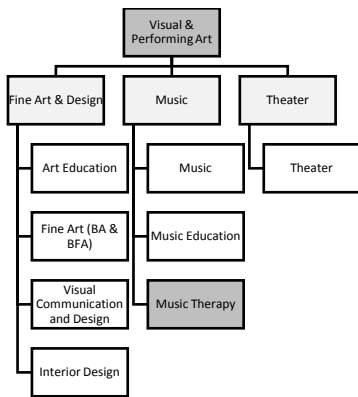 Visual &
Performing Art
Fine Art & Design
Music
Theater
Art Education
Music
Theater
Fine Art (BA &
BFA)
Music Education
Visual
Communication
and Design
Music Therapy
Interior Design